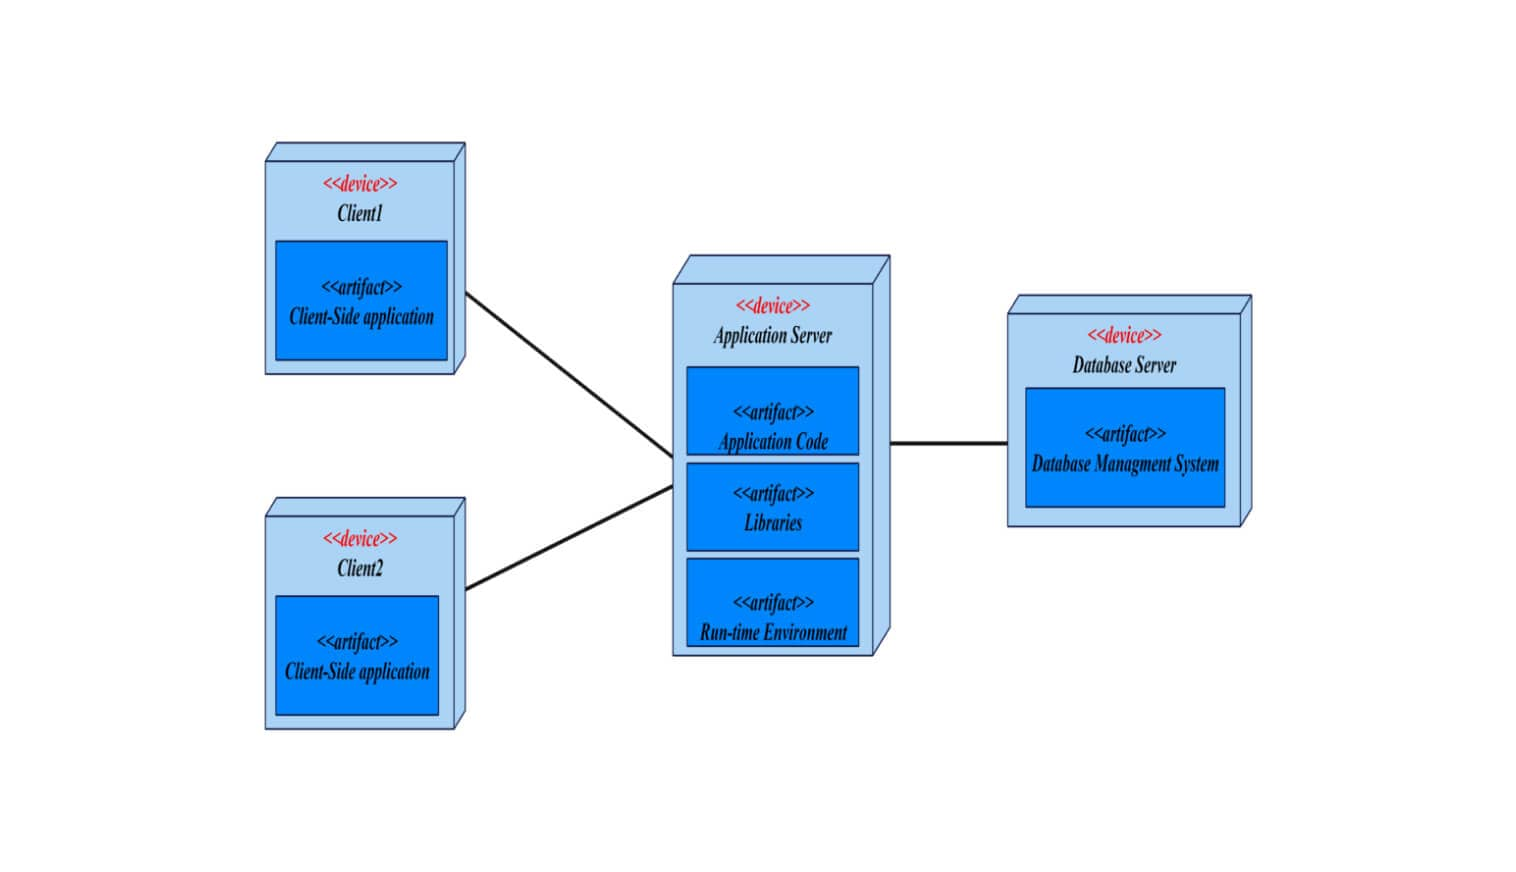 <<device>>
Client1
<<artifact>>
Client-Side application
<<device>>
Client2
<<artifact>>
Client-Side application
<<device>>
Application Server
<<artifact>>
Application Code
<<artifact>>
Libraries
<<artifact>>
Run-time Environment
<<device>>
Database Server
<<artifact>>
Database Managment System